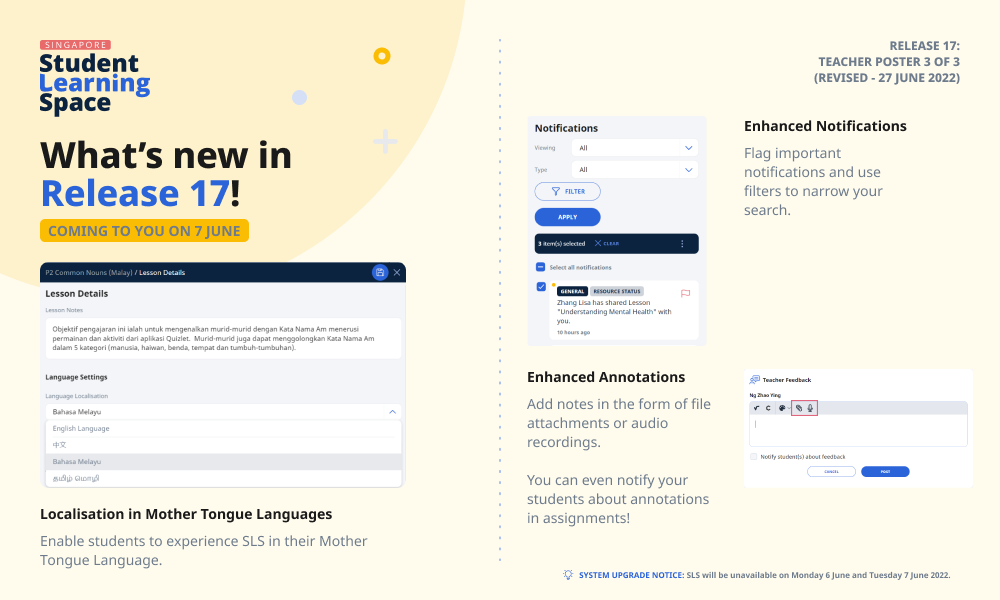 SINGAPORE
Student
Learning
Space
What's new in
Release 17!
COMING TO YOU ON 7 JUNE
P2 Common Nouns (Malay) / Lesson Details
Lesson Details
Lesson Notes
Objektif pengajaran ini ialah untuk mengenalkan murid-murid dengan Kata Nama Am menerusi
permainan dan aktiviti dari aplikasi Quizlet. Murid-murid juga dapat menggolongkan Kata Nama Am
dalam 5 kategori (manusia, haiwan, benda, tempat dan tumbuh-tumbuhan).
Language Settings
Language Localisation
Bahasa Melayu
English Language
中文
Bahasa Melayu
தமிழ் மொழி
Localisation in Mother Tongue Languages
Enable students to experience SLS in their Mother
Tongue Language.
RELEASE 17:
TEACHER POSTER 3 OF 3
(REVISED - 27 JUNE 2022)
Notifications
Viewing
All
Type
All
FILTER
APPLY
3 item(s) selected
CLEAR
Select all notifications
GENERAL
RESOURCE STATUS
Zhang Lisa has shared Lesson
"Understanding Mental Health" with
you.
10 hours ago
Enhanced Notifications
Flag important
notifications and use
filters to narrow your
search.
Enhanced Annotations
Add notes in the form of file
attachments or audio
recordings.
You can even notify your
students about annotations
in assignments!
Teacher Feedback
Ng Zhao Ying
Notify student(s) about feedback
CANCEL
POST
SYSTEM UPGRADE NOTICE: SLS will be unavailable on Monday 6 June and Tuesday 7 June 2022.